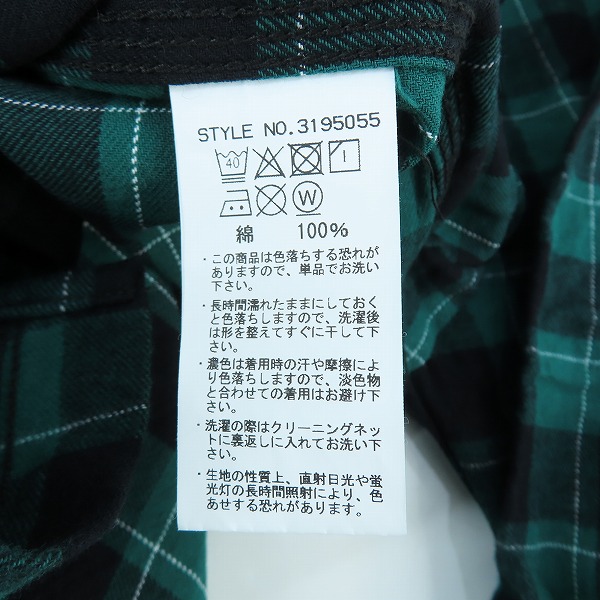 STYLE NO.3195055
40
W
綿 100%
・この商品は色落ちする恐れが
ありますので、単品でお洗い
下さい。
・長時間濡れたままにしておく
と色落ちしますので、洗濯後
は形を整えてすぐに干して下
さい。
・濃色は着用時の汗や摩擦によ
り色落ちしますので、淡色物
と合わせての着用はお避け下
さい。
・洗濯の際はクリーニングネッ
トに裏返しに入れてお洗い下
さい。
・生地の性質上、直射日光や蛍
光灯の長時間照射により、色
あせする恐れがあります。